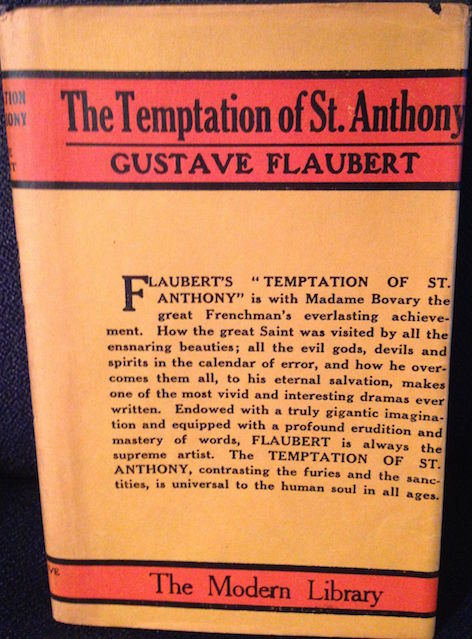 The Temptation of St. Anthony
GUSTAVE FLAUBERT
FLAUBERT'S "TEMPTATION OF ST.
ANTHONY" is with Madame Bovary the
great Frenchman's everlasting achieve-
ment. How the great Saint was visited by all the
ensnaring beauties; all the evil gods, devils and
spirits in the calendar of error, and how he over-
comes them all, to his eternal salvation, makes
one of the most vivid and interesting dramas ever
written. Endowed with a truly gigantic imagina-
tion and equipped with a profound erudition and
mastery of words, FLAUBERT is always the
supreme artist. The TEMPTATION OF ST.
ANTHONY, contrasting the furies and the sanc-
tities, is universal to the human soul in all ages.
The Modern Library